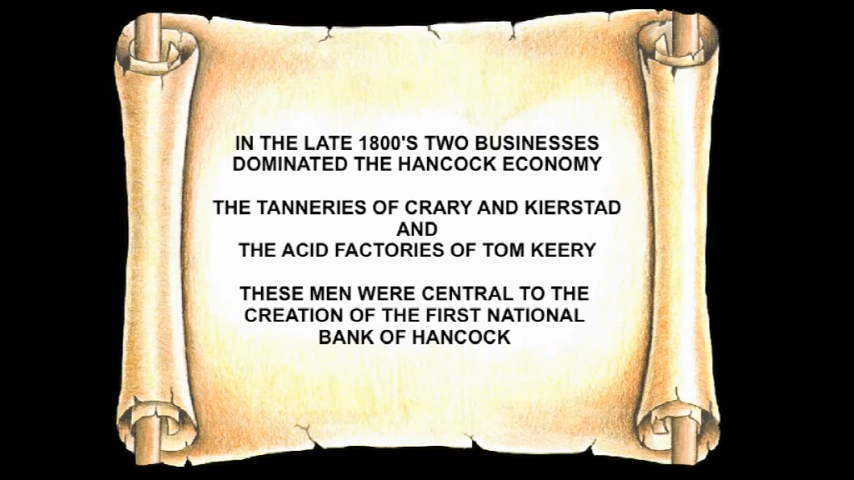 IN THE LATE 1800'S TWO BUSINESSES
DOMINATED THE HANCOCK ECONOMY
THE TANNERIES OF CRARY AND KIERSTAD
AND
THE ACID FACTORIES OF TOM KEERY
THESE MEN WERE CENTRAL TO THE
CREATION OF THE FIRST NATIONAL
BANK OF HANCOCK